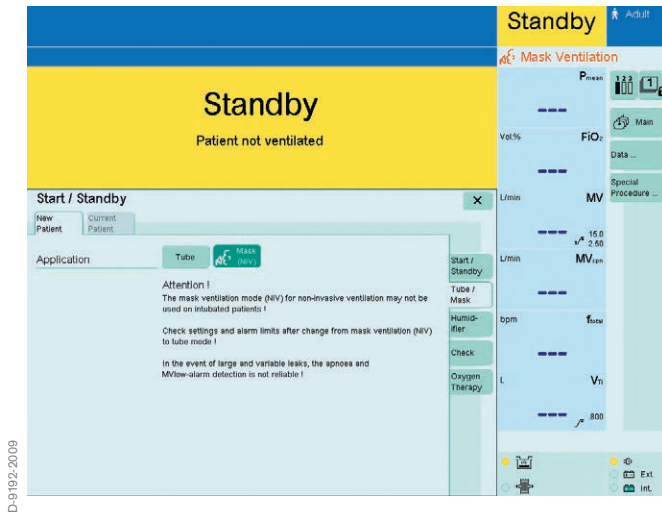 Standby
Adult
Mask Ventilation
Standby
Patient not ventilated
Start / Standby
×
New Patient
Current Patient
Application
Tube
Mask (NIV)
Attention !
The mask ventilation mode (NIV) for non-invasive ventilation may not be
used on intubated patients !
Check settings and alarm limits after change from mask ventilation (NIV)
to tube mode !
In the event of large and variable leaks, the apnoea and
MVlow-alarm detection is not reliable !
Start /
Standby
Tube /
Mask
Humid-
ifier
Check
Oxygen
Therapy
Pmean
---
Vol.% FiO2
---
L/min MV
--- 15.0
2.50
L/min MVspn
---
bpm ftotal
---
L VTi
--- 800
1 2 3
1
Main
Data ...
Special
Procedure ...
Ext.
Int.
D-9192-2009